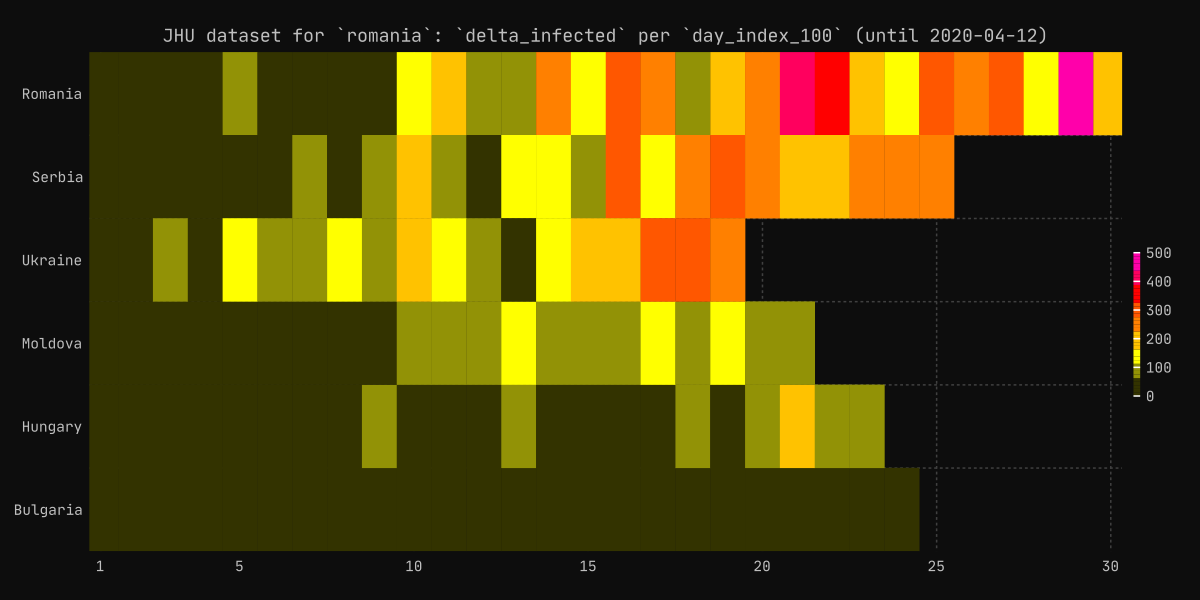 JHU dataset for `romania`: `delta_infected` per `day_index_100` (until 2020-04-12)
Romania
Serbia
Ukraine
Moldova
Hungary
Bulgaria
1 5 10 15 20 25 30
500
400
300
200
100
0